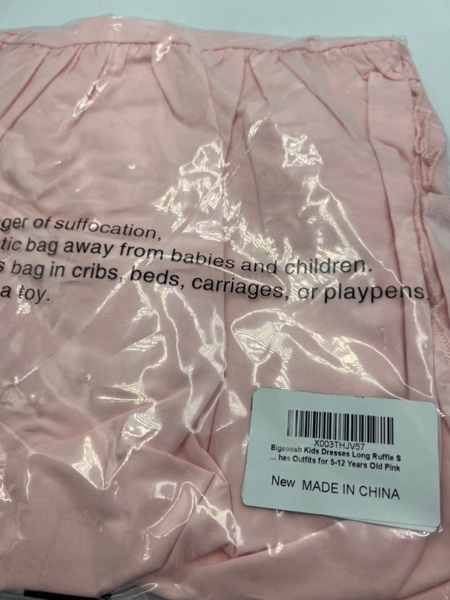 ger of suffocation,
tic bag away from babies and children.
s bag in cribs, beds, carriages, or playpens.
a toy.
X003THJV57
Bigooosh Kids Dresses Long Ruffle S
... hes Outfits for 5-12 Years Old Pink
New MADE IN CHINA